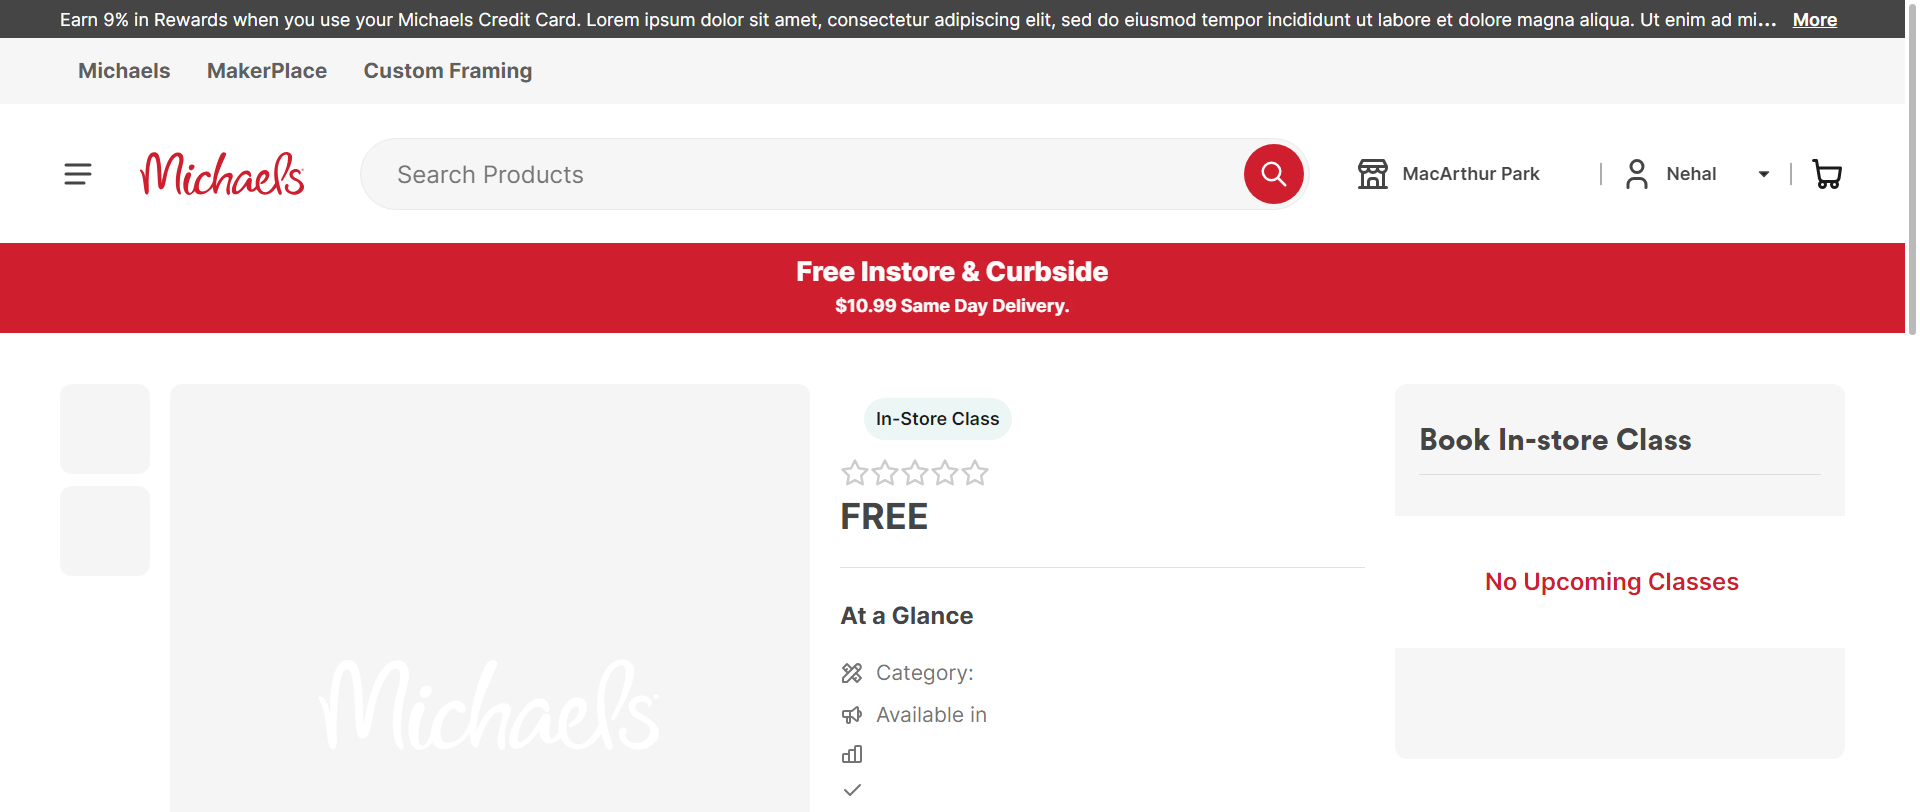 Earn 9% in Rewards when you use your Michaels Credit Card. Lorem ipsum dolor sit amet, consectetur adipiscing elit, sed do eiusmod tempor incididunt ut labore et dolore magna aliqua. Ut enim ad mi... More
Michaels MakerPlace Custom Framing
Michaels Search Products MacArthur Park Nehal
Free Instore & Curbside
$10.99 Same Day Delivery.
In-Store Class
FREE
At a Glance
Category:
Available in
Michaels
Book In-store Class
No Upcoming Classes